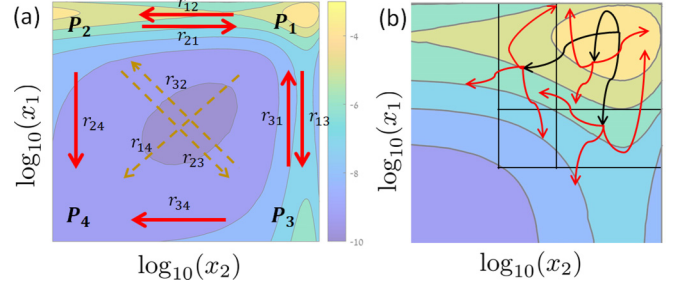 (a)
r₁₂
P₂
P₁
r₂₁
r₃₂
r₂₄
r₃₁
r₁₃
r₁₄
r₂₃
r₃₄
P₄
P₃
log₁₀(x₁)
log₁₀(x₂)
-4
-6
-8
-10
(b)
log₁₀(x₁)
log₁₀(x₂)